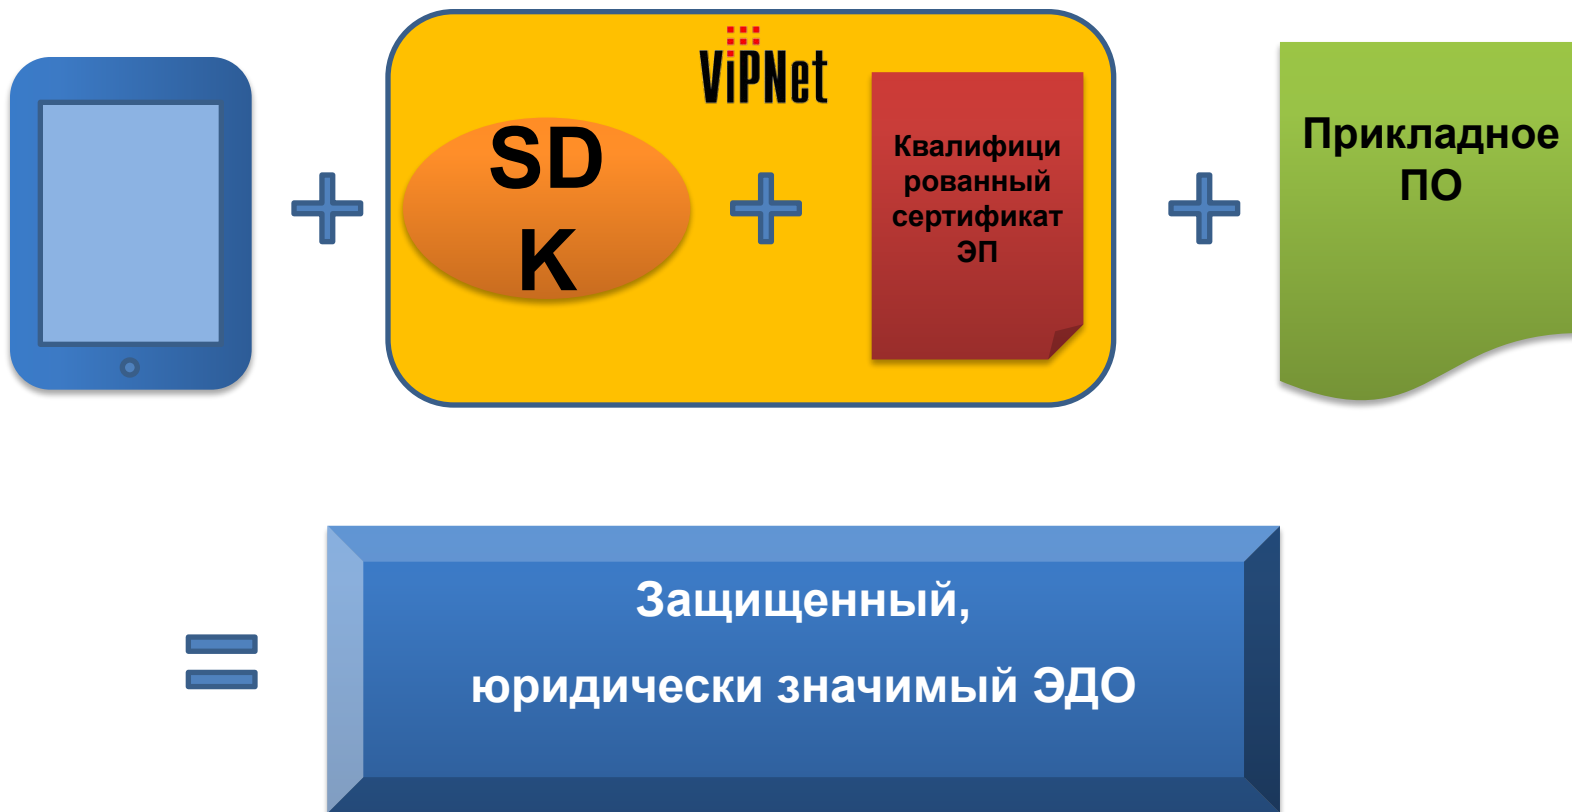 ViPNet
SD
K
Квалифици
рованный
сертификат
ЭП
Прикладное
ПО
Защищенный,
юридически значимый ЭДО